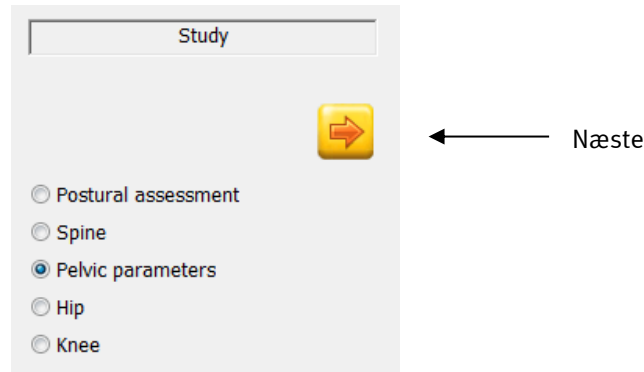 Study
Næste
Postural assessment
Spine
Pelvic parameters
Hip
Knee